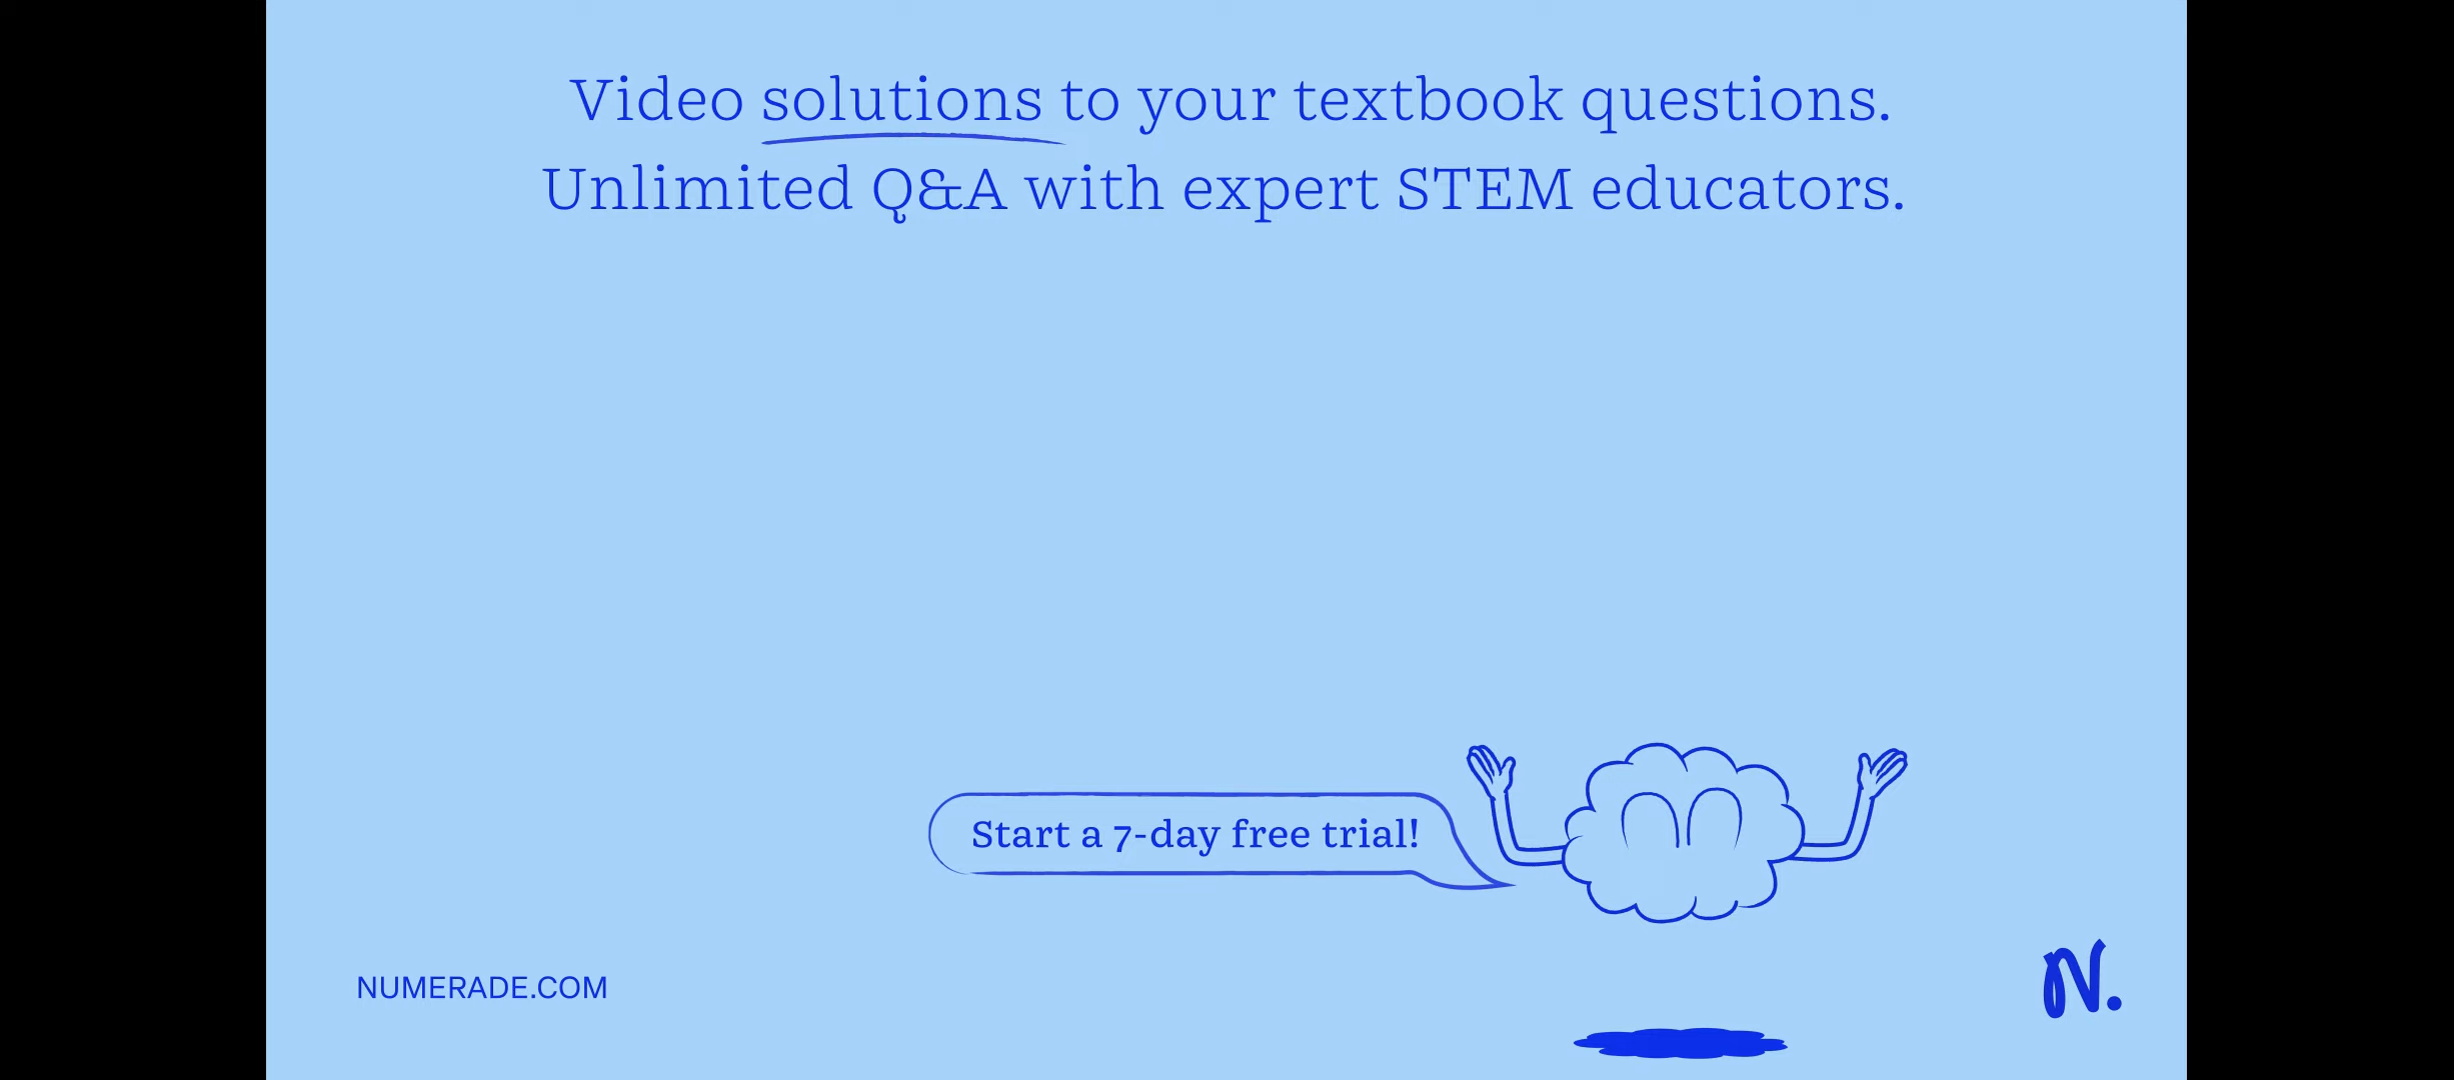 Video solutions to your textbook questions.
Unlimited Q&A with expert STEM educators.
Start a 7-day free trial!
NUMERADE.COM
N.